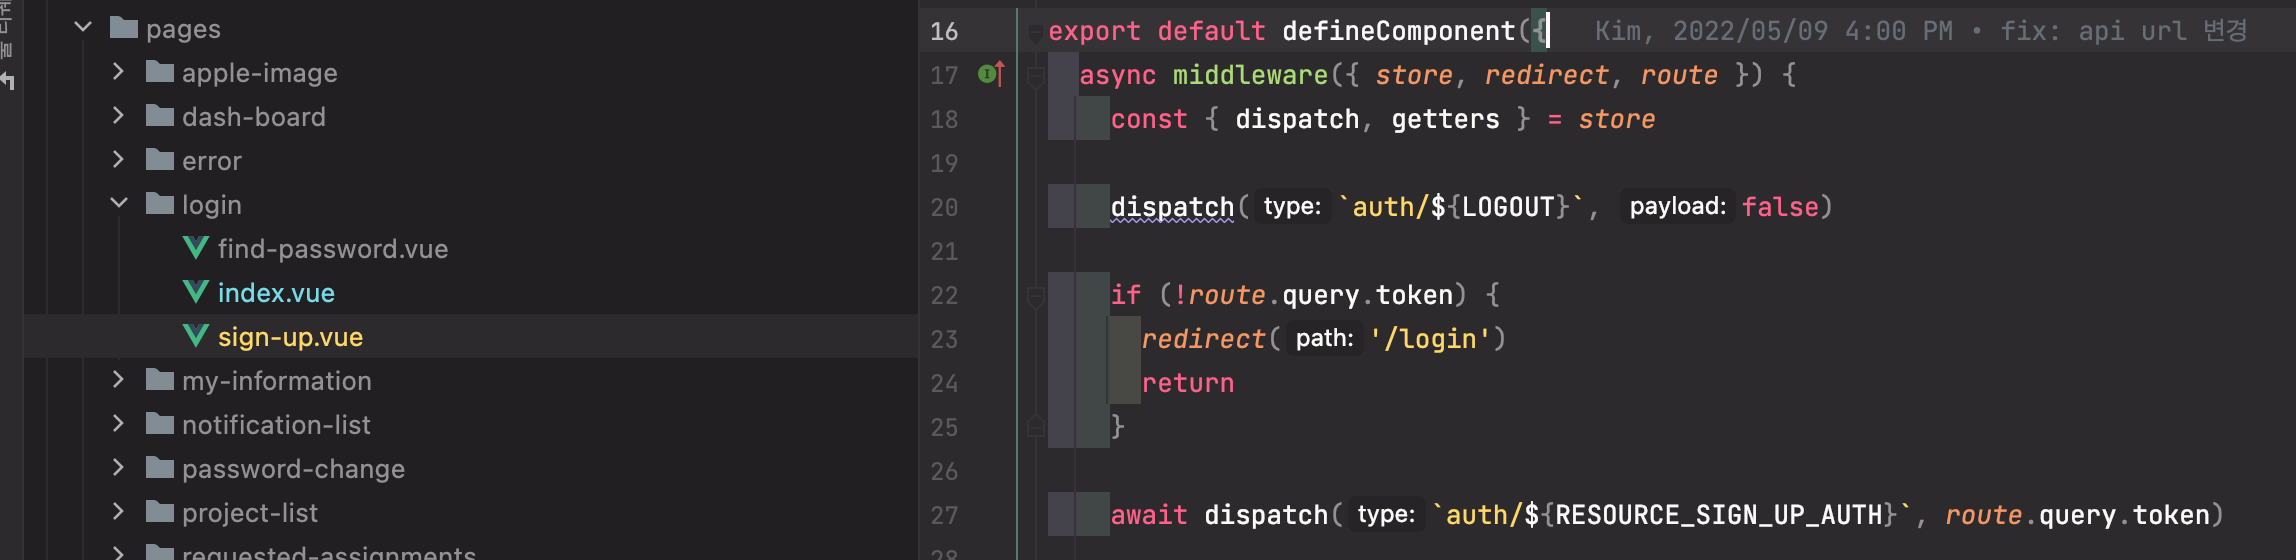 pages
apple-image
dash-board
error
login
find-password.vue
index.vue
sign-up.vue
my-information
notification-list
password-change
project-list
requested-assignments
16 export default defineComponent({ Kim, 2022/05/09 4:00 PM • fix: api url 변경
17 async middleware({ store, redirect, route }) {
18 const { dispatch, getters } = store
19
20 dispatch( type: `auth/${LOGOUT}`, payload: false)
21
22 if (!route.query.token) {
23 redirect( path: '/login')
24 return
25 }
26
27 await dispatch( type: `auth/${RESOURCE_SIGN_UP_AUTH}`, route.query.token)
28